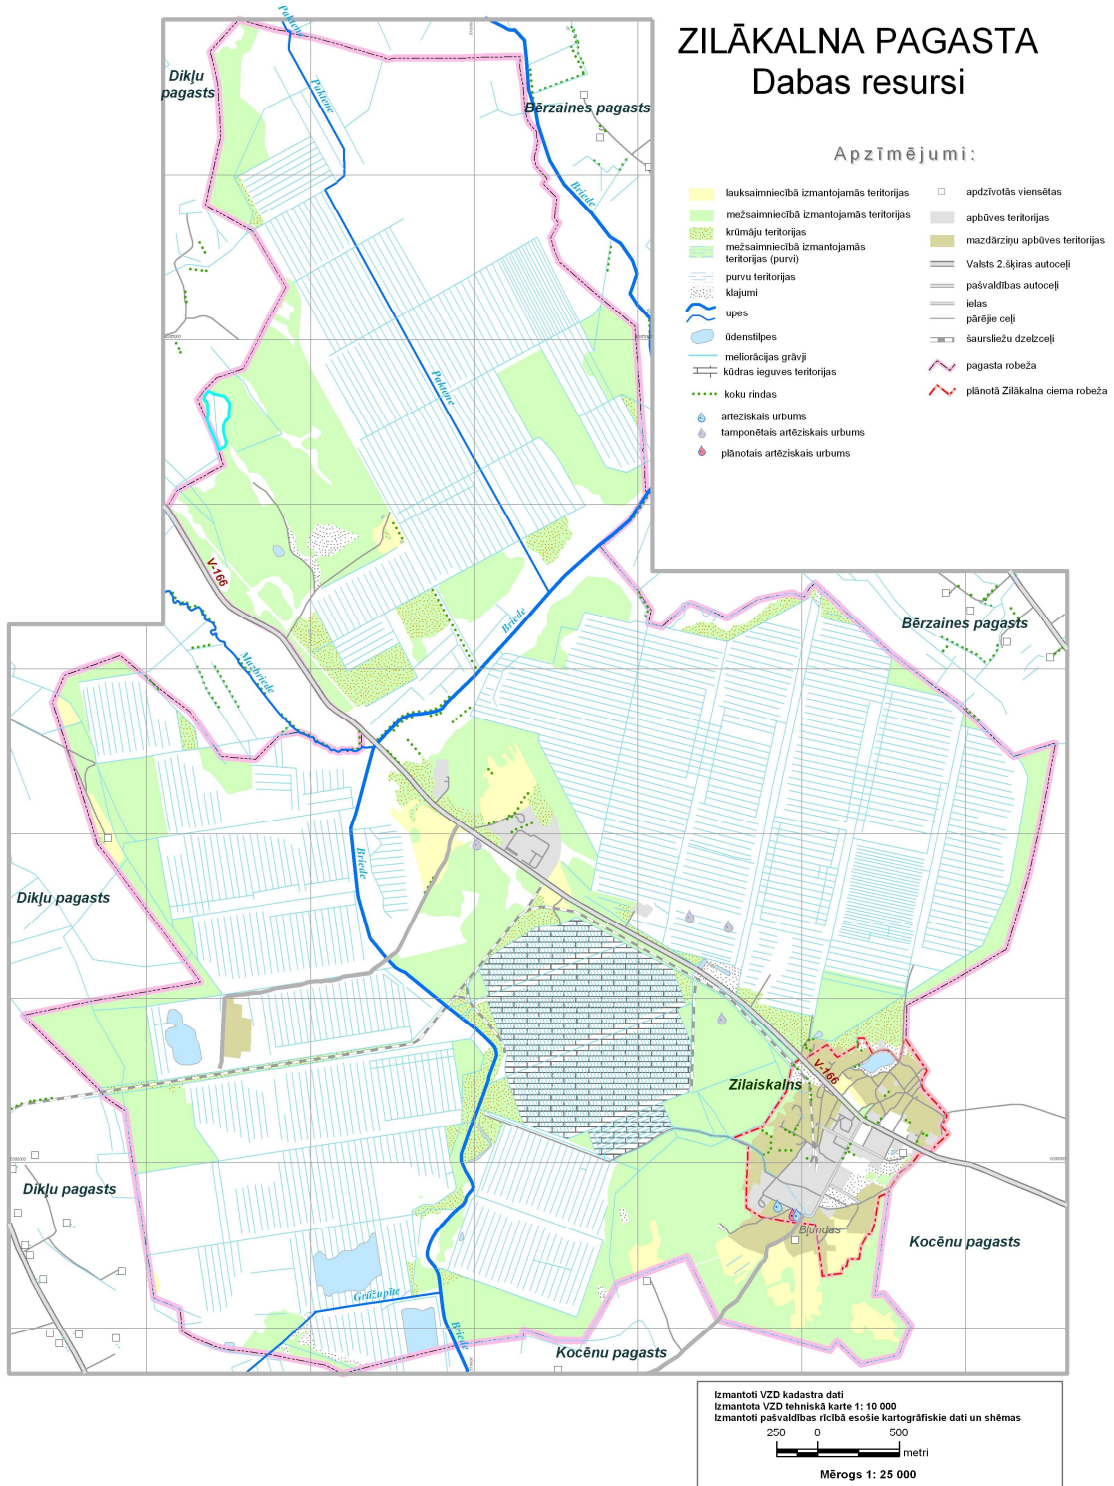 ZILĀKALNA PAGASTA
Dabas resursi
Apzīmējumi:
lauksaimniecībā izmantojamās teritorijas
mežsaimniecībā izmantojamās teritorijas
krūmāju teritorijas
mežsaimniecībā izmantojamās
teritorijas (purvi)
purvu teritorijas
klajumi
upes
ūdenstilpes
meliorācijas grāvji
kūdras ieguves teritorijas
koku rindas
artēziskais urbums
tamponētais artēziskais urbums
plānotais artēziskais urbums
apdzīvotās viensētas
apbūves teritorijas
mazdārziņu apbūves teritorijas
Valsts 2.šķiras autoceļi
pašvaldības autoceļi
ielas
pārējie ceļi
šaursliežu dzelzceļi
pagasta robeža
plānotā Zilākalna ciema robeža
Paktene
Dikļu
pagasts
Paktene
Bērzaines pagasts
Briede
Paktene
V-166
Briede
Mazbriede
Bērzaines pagasts
Briede
Dikļu pagasts
Zilaiskalns
V-166
Dikļu pagasts
Bļundas
Kocēnu pagasts
Grūžupīte
Briede
Kocēnu pagasts
Izmantoti VZD kadastra dati
Izmantota VZD tehniskā karte 1: 10 000
Izmantoti pašvaldības rīcībā esošie kartogrāfiskie dati un shēmas
250 0 500
metri
Mērogs 1: 25 000